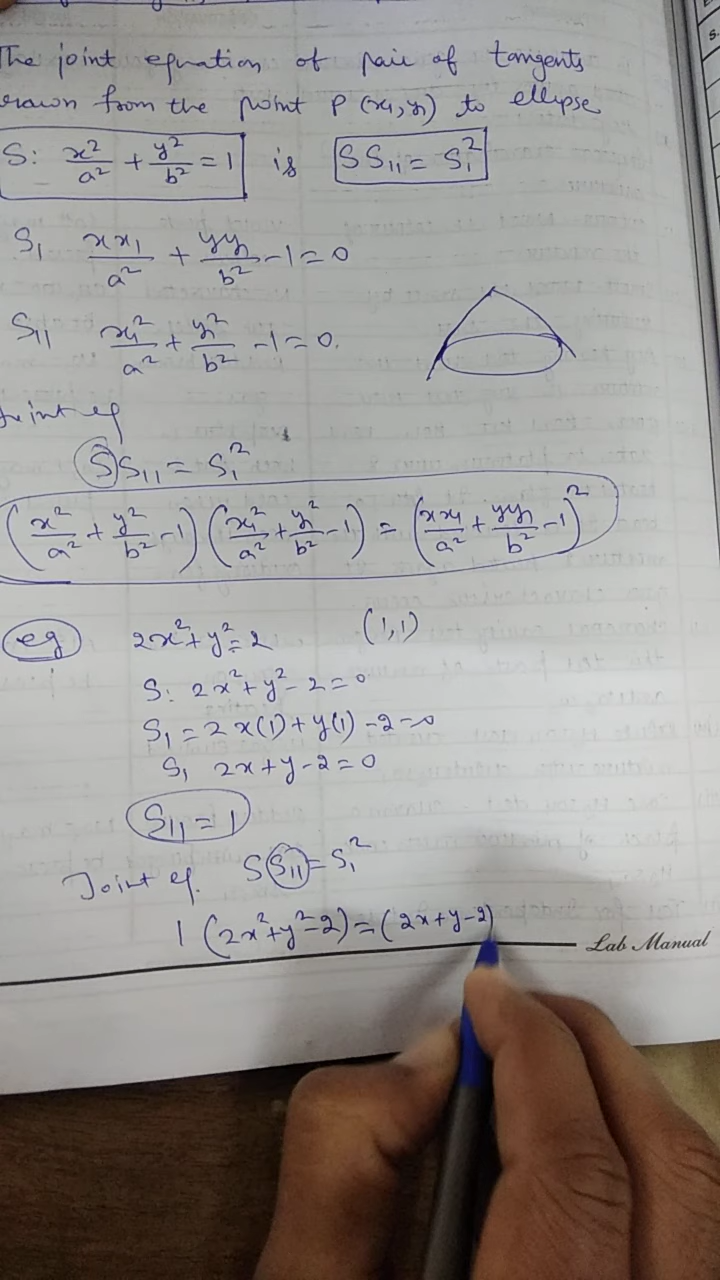 The joint equation of pair of tangents
drawn from the point P (x₁, y₁) to ellipse
S: x²/a² + y²/b² = 1 is SS₁₁ = S₁²
S₁ xx₁/a² + yy₁/b² - 1 = 0
S₁₁ x₁²/a² + y₁²/b² - 1 = 0.
Joint eq
SS₁₁ = S₁²
(x²/a² + y²/b² - 1) (x₁²/a² + y₁²/b² - 1) = (xx₁/a² + yy₁/b² - 1)²
eg 2x² + y² = 2 (1,1)
S: 2x² + y² - 2 = 0
S₁ = 2x(1) + y(1) - 2 = 0
S₁ 2x + y - 2 = 0
S₁₁ = 1
Joint eq. SS₁₁ = S₁²
1 (2x² + y² - 2) = (2x + y - 2)
Lab Manual